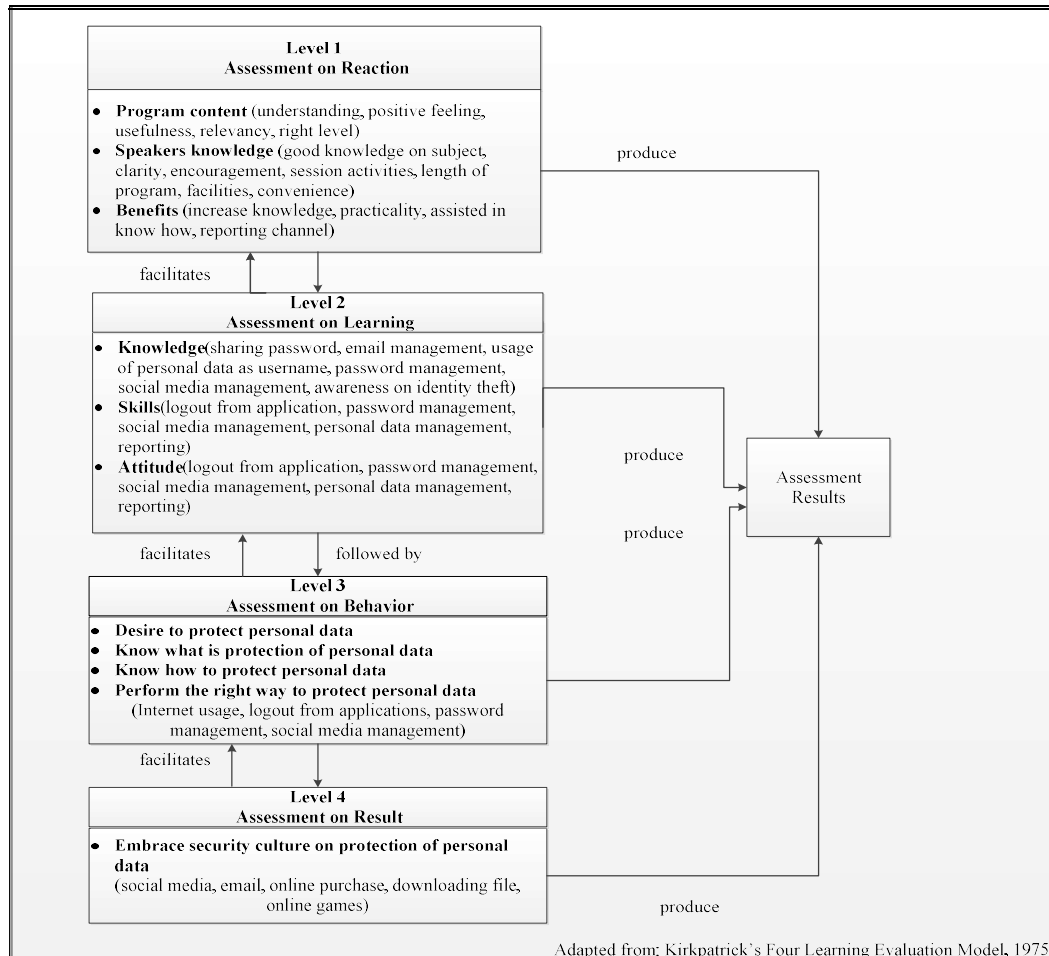 Level 1
Assessment on Reaction
● Program content (understanding, positive feeling,
usefulness, relevancy, right level)
● Speakers knowledge (good knowledge on subject,
clarity, encouragement, session activities, length of
program, facilities, convenience)
● Benefits (increase knowledge, practicality, assisted in
know how, reporting channel)
produce
facilitates
Level 2
Assessment on Learning
● Knowledge(sharing password, email management, usage
of personal data as username, password management,
social media management, awareness on identity theft)
● Skills(logout from application, password management,
social media management, personal data management,
reporting)
● Attitude(logout from application, password management,
social media management, personal data management,
reporting)
produce
Assessment
Results
produce
facilitates
followed by
Level 3
Assessment on Behavior
● Desire to protect personal data
● Know what is protection of personal data
● Know how to protect personal data
● Perform the right way to protect personal data
(Internet usage, logout from applications, password
management, social media management)
facilitates
Level 4
Assessment on Result
● Embrace security culture on protection of personal
data
(social media, email, online purchase, downloading file,
online games)
produce
Adapted from: Kirkpatrick's Four Learning Evaluation Model, 1975